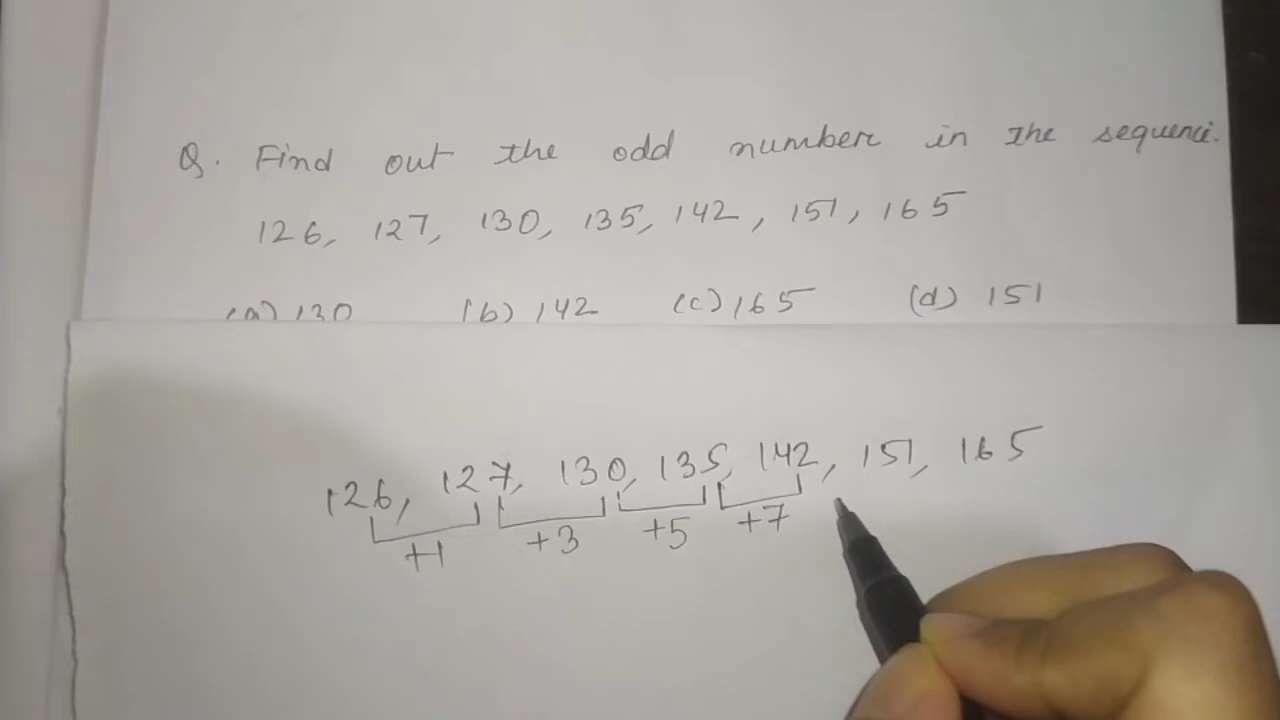 Q. Find out the odd number in the sequence.
126, 127, 130, 135, 142, 151, 165
(a) 130 (b) 142 (c) 165 (d) 151
126, 127, 130, 135, 142, 151, 165
+1 +3 +5 +7